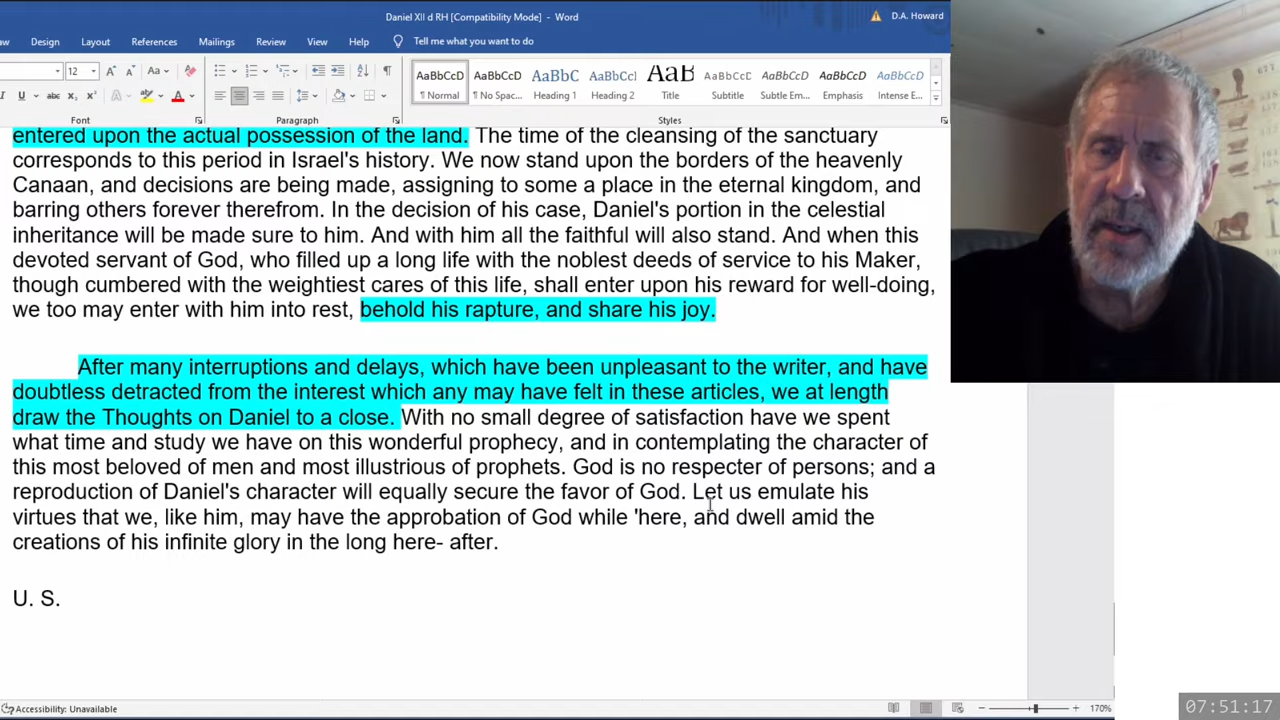 Daniel XII d RH [Compatibility Mode] - Word
D.A. Howard
aw Design Layout References Mailings Review View Help Tell me what you want to do
12 A A Aa
AaBbCcD AaBbCcD AaBbC AaBbCcC AaB AaBbCcD AaBbCcD AaBbCcD AaBbCcD
I U abc x₂ x² A A
¶ Normal ¶ No Spac... Heading 1 Heading 2 Title Subtitle Subtle Em... Emphasis Intense E...
Font Paragraph Styles
entered upon the actual possession of the land. The time of the cleansing of the sanctuary
corresponds to this period in Israel's history. We now stand upon the borders of the heavenly
Canaan, and decisions are being made, assigning to some a place in the eternal kingdom, and
barring others forever therefrom. In the decision of his case, Daniel's portion in the celestial
inheritance will be made sure to him. And with him all the faithful will also stand. And when this
devoted servant of God, who filled up a long life with the noblest deeds of service to his Maker,
though cumbered with the weightiest cares of this life, shall enter upon his reward for well-doing,
we too may enter with him into rest, behold his rapture, and share his joy.
After many interruptions and delays, which have been unpleasant to the writer, and have
doubtless detracted from the interest which any may have felt in these articles, we at length
draw the Thoughts on Daniel to a close. With no small degree of satisfaction have we spent
what time and study we have on this wonderful prophecy, and in contemplating the character of
this most beloved of men and most illustrious of prophets. God is no respecter of persons; and a
reproduction of Daniel's character will equally secure the favor of God. Let us emulate his
virtues that we, like him, may have the approbation of God while 'here, and dwell amid the
creations of his infinite glory in the long here- after.
U. S.
Accessibility: Unavailable
170%
07:51:17